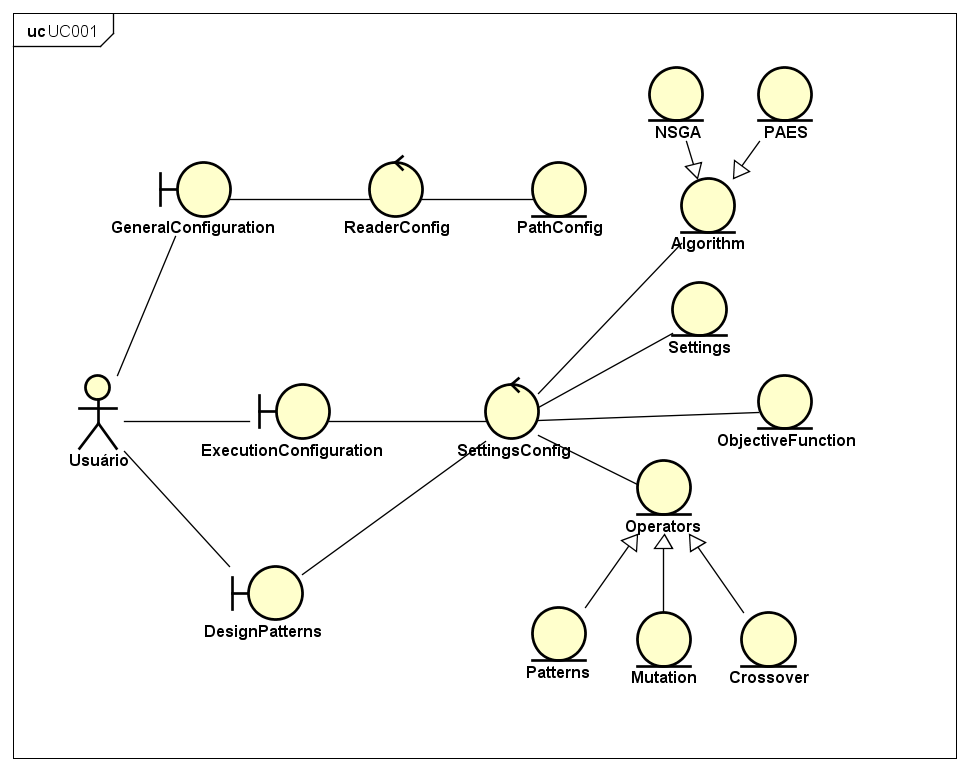 uc UC001
NSGA
PAES
GeneralConfiguration
ReaderConfig
PathConfig
Algorithm
Settings
Usuário
ExecutionConfiguration
SettingsConfig
ObjectiveFunction
Operators
DesignPatterns
Patterns
Mutation
Crossover